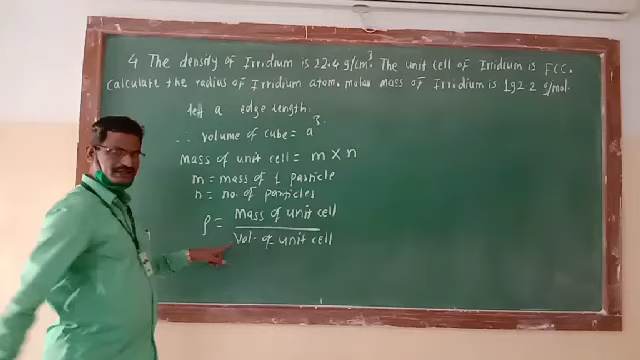 4 The density of Irridium is 22.4 g/cm³. The unit cell of Irridium is FCC.
Calculate the radius of Irridium atom. molar mass of Irridium is 192.2 g/mol.
let a edge length.
∴ volume of cube = a³.
Mass of unit cell = m × n
m = mass of 1 particle
n = no. of particles
ρ = Mass of unit cell
Vol. of unit cell